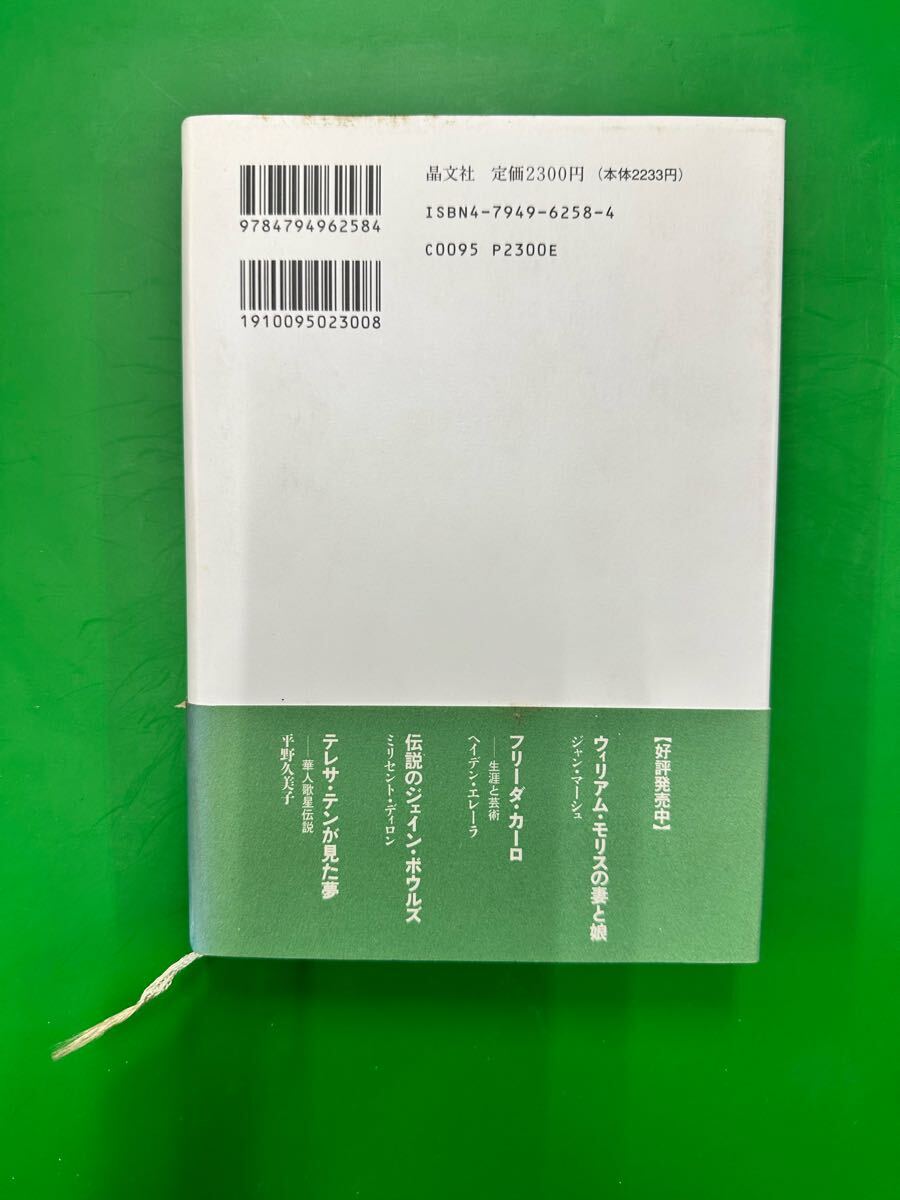 9784794962584
1910095023008
晶文社 定価2300円（本体2233円）
ISBN4-7949-6258-4
C0095 P2300E
【好評発売中】
ウィリアム・モリスの妻と娘
ジャン・マーシュ
フリーダ・カーロ
——生涯と芸術
ヘイデン・エレーラ
伝説のジェイン・ボウルズ
ミリセント・ディロン
テレサ・テンが見た夢
——華人歌星伝説
平野久美子